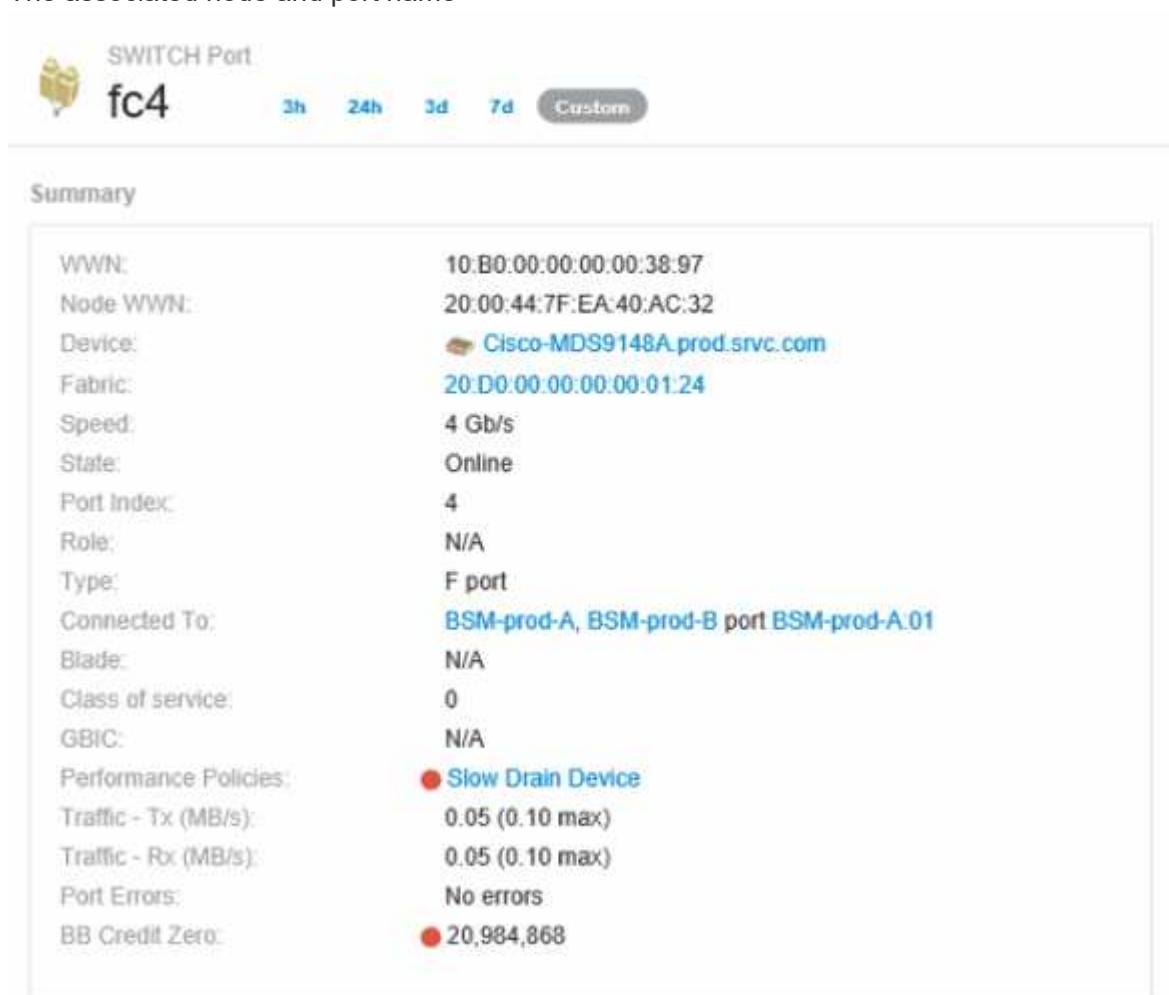 The associated node and port name
SWITCH Port
fc4 3h 24h 3d 7d Custom
Summary
WWN: 10:B0:00:00:00:00:38:97
Node WWN: 20:00:44:7F:EA:40:AC:32
Device: Cisco-MDS9148A.prod.srvc.com
Fabric: 20:D0:00:00:00:00:01:24
Speed: 4 Gb/s
State: Online
Port Index: 4
Role: N/A
Type: F port
Connected To: BSM-prod-A, BSM-prod-B port BSM-prod-A:01
Blade: N/A
Class of service: 0
GBIC: N/A
Performance Policies: Slow Drain Device
Traffic - Tx (MB/s): 0.05 (0.10 max)
Traffic - Rx (MB/s): 0.05 (0.10 max)
Port Errors: No errors
BB Credit Zero: 20,984,868